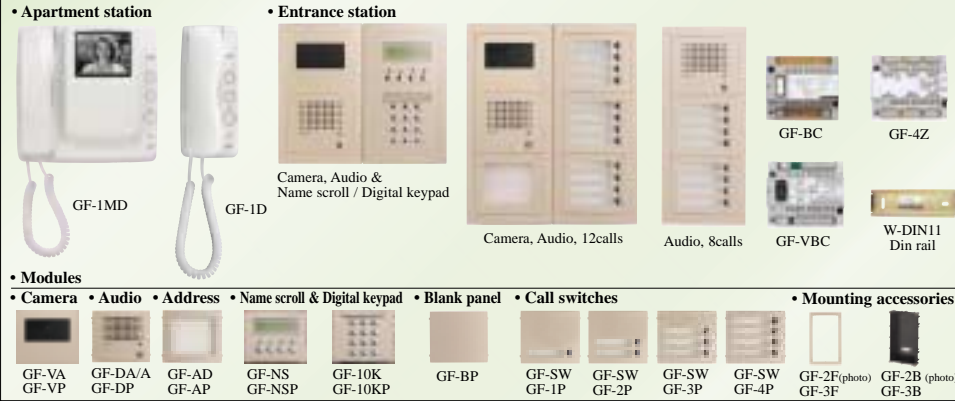 • Apartment station
• Entrance station
GF-1MD
GF-1D
Camera, Audio &
Name scroll / Digital keypad
Camera, Audio, 12calls
Audio, 8calls
GF-BC
GF-4Z
GF-VBC
W-DIN11
Din rail
• Modules
• Camera
• Audio
• Address
• Name scroll & Digital keypad
• Blank panel
• Call switches
• Mounting accessories
GF-VA
GF-VP
GF-DA/A
GF-DP
GF-AD
GF-AP
GF-NS
GF-NSP
GF-10K
GF-10KP
GF-BP
GF-SW
GF-1P
GF-SW
GF-2P
GF-SW
GF-3P
GF-SW
GF-4P
GF-2F(photo)
GF-3F
GF-2B (photo)
GF-3B